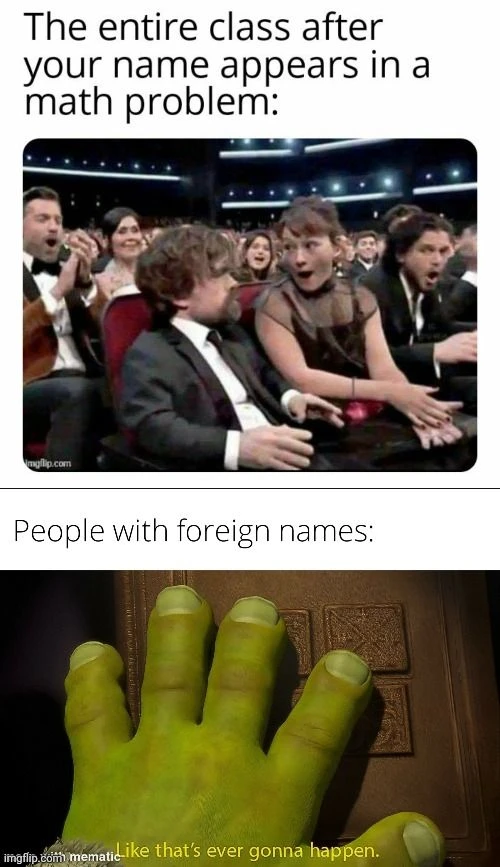 The entire class after
your name appears in a
math problem:
imgflip.com
People with foreign names:
Like that's ever gonna happen.
imgflip.com mematic